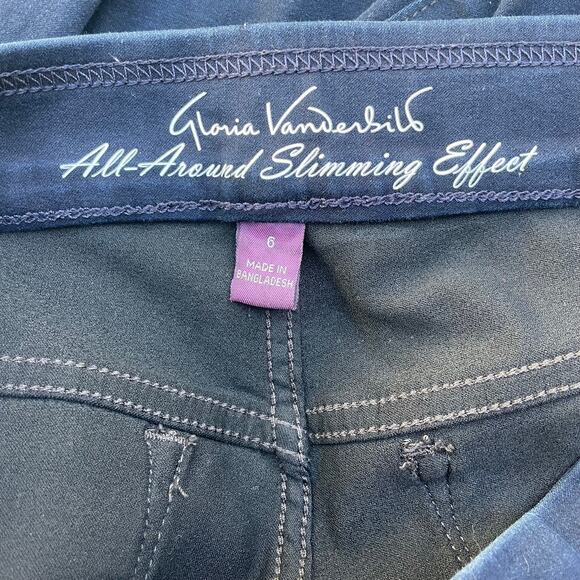 Gloria Vanderbilt
All-Around Slimming Effect
6
MADE IN
BANGLADESH